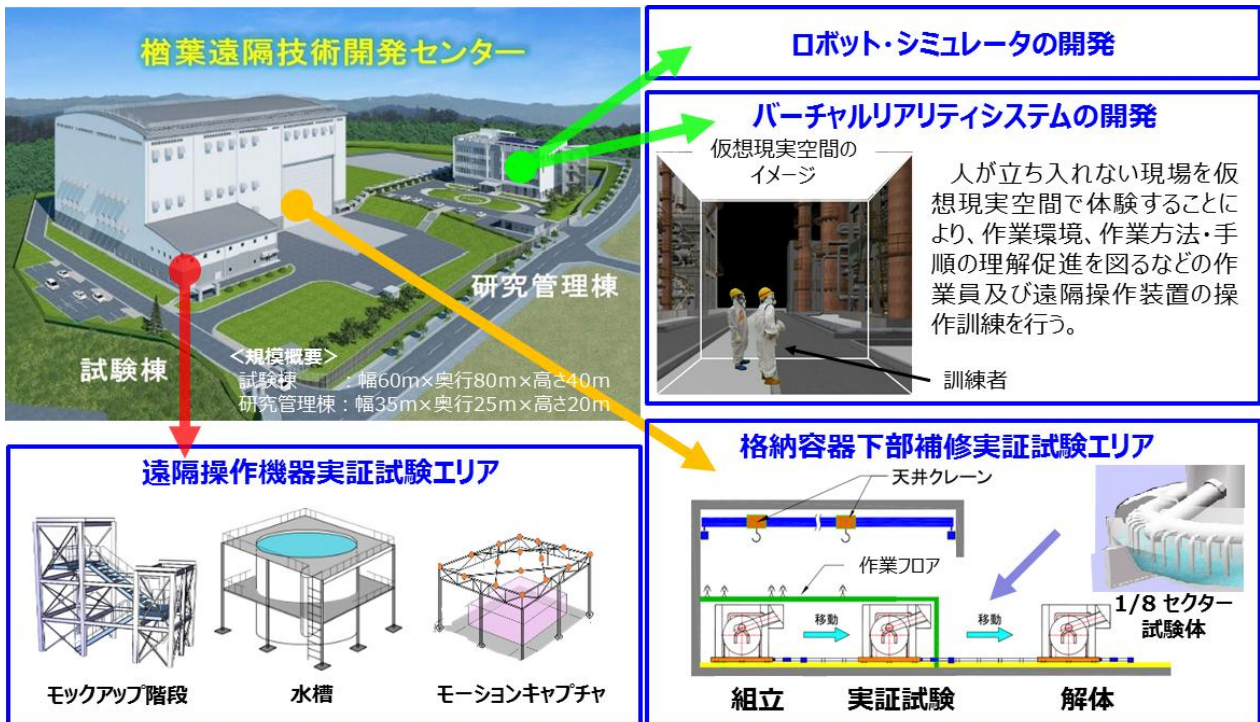 楢葉遠隔技術開発センター
研究管理棟
試験棟
<規模概要>
試験棟　　：幅60m×奥行80m×高さ40m
研究管理棟：幅35m×奥行25m×高さ20m
ロボット・シミュレータの開発
バーチャルリアリティシステムの開発
仮想現実空間の
イメージ
人が立ち入れない現場を仮
想現実空間で体験することに
より、作業環境、作業方法・手
順の理解促進を図るなどの作
業員及び遠隔操作装置の操
作訓練を行う。
訓練者
遠隔操作機器実証試験エリア
モックアップ階段
水槽
モーションキャプチャ
格納容器下部補修実証試験エリア
天井クレーン
作業フロア
移動
移動
1/8 セクター
試験体
組立
実証試験
解体